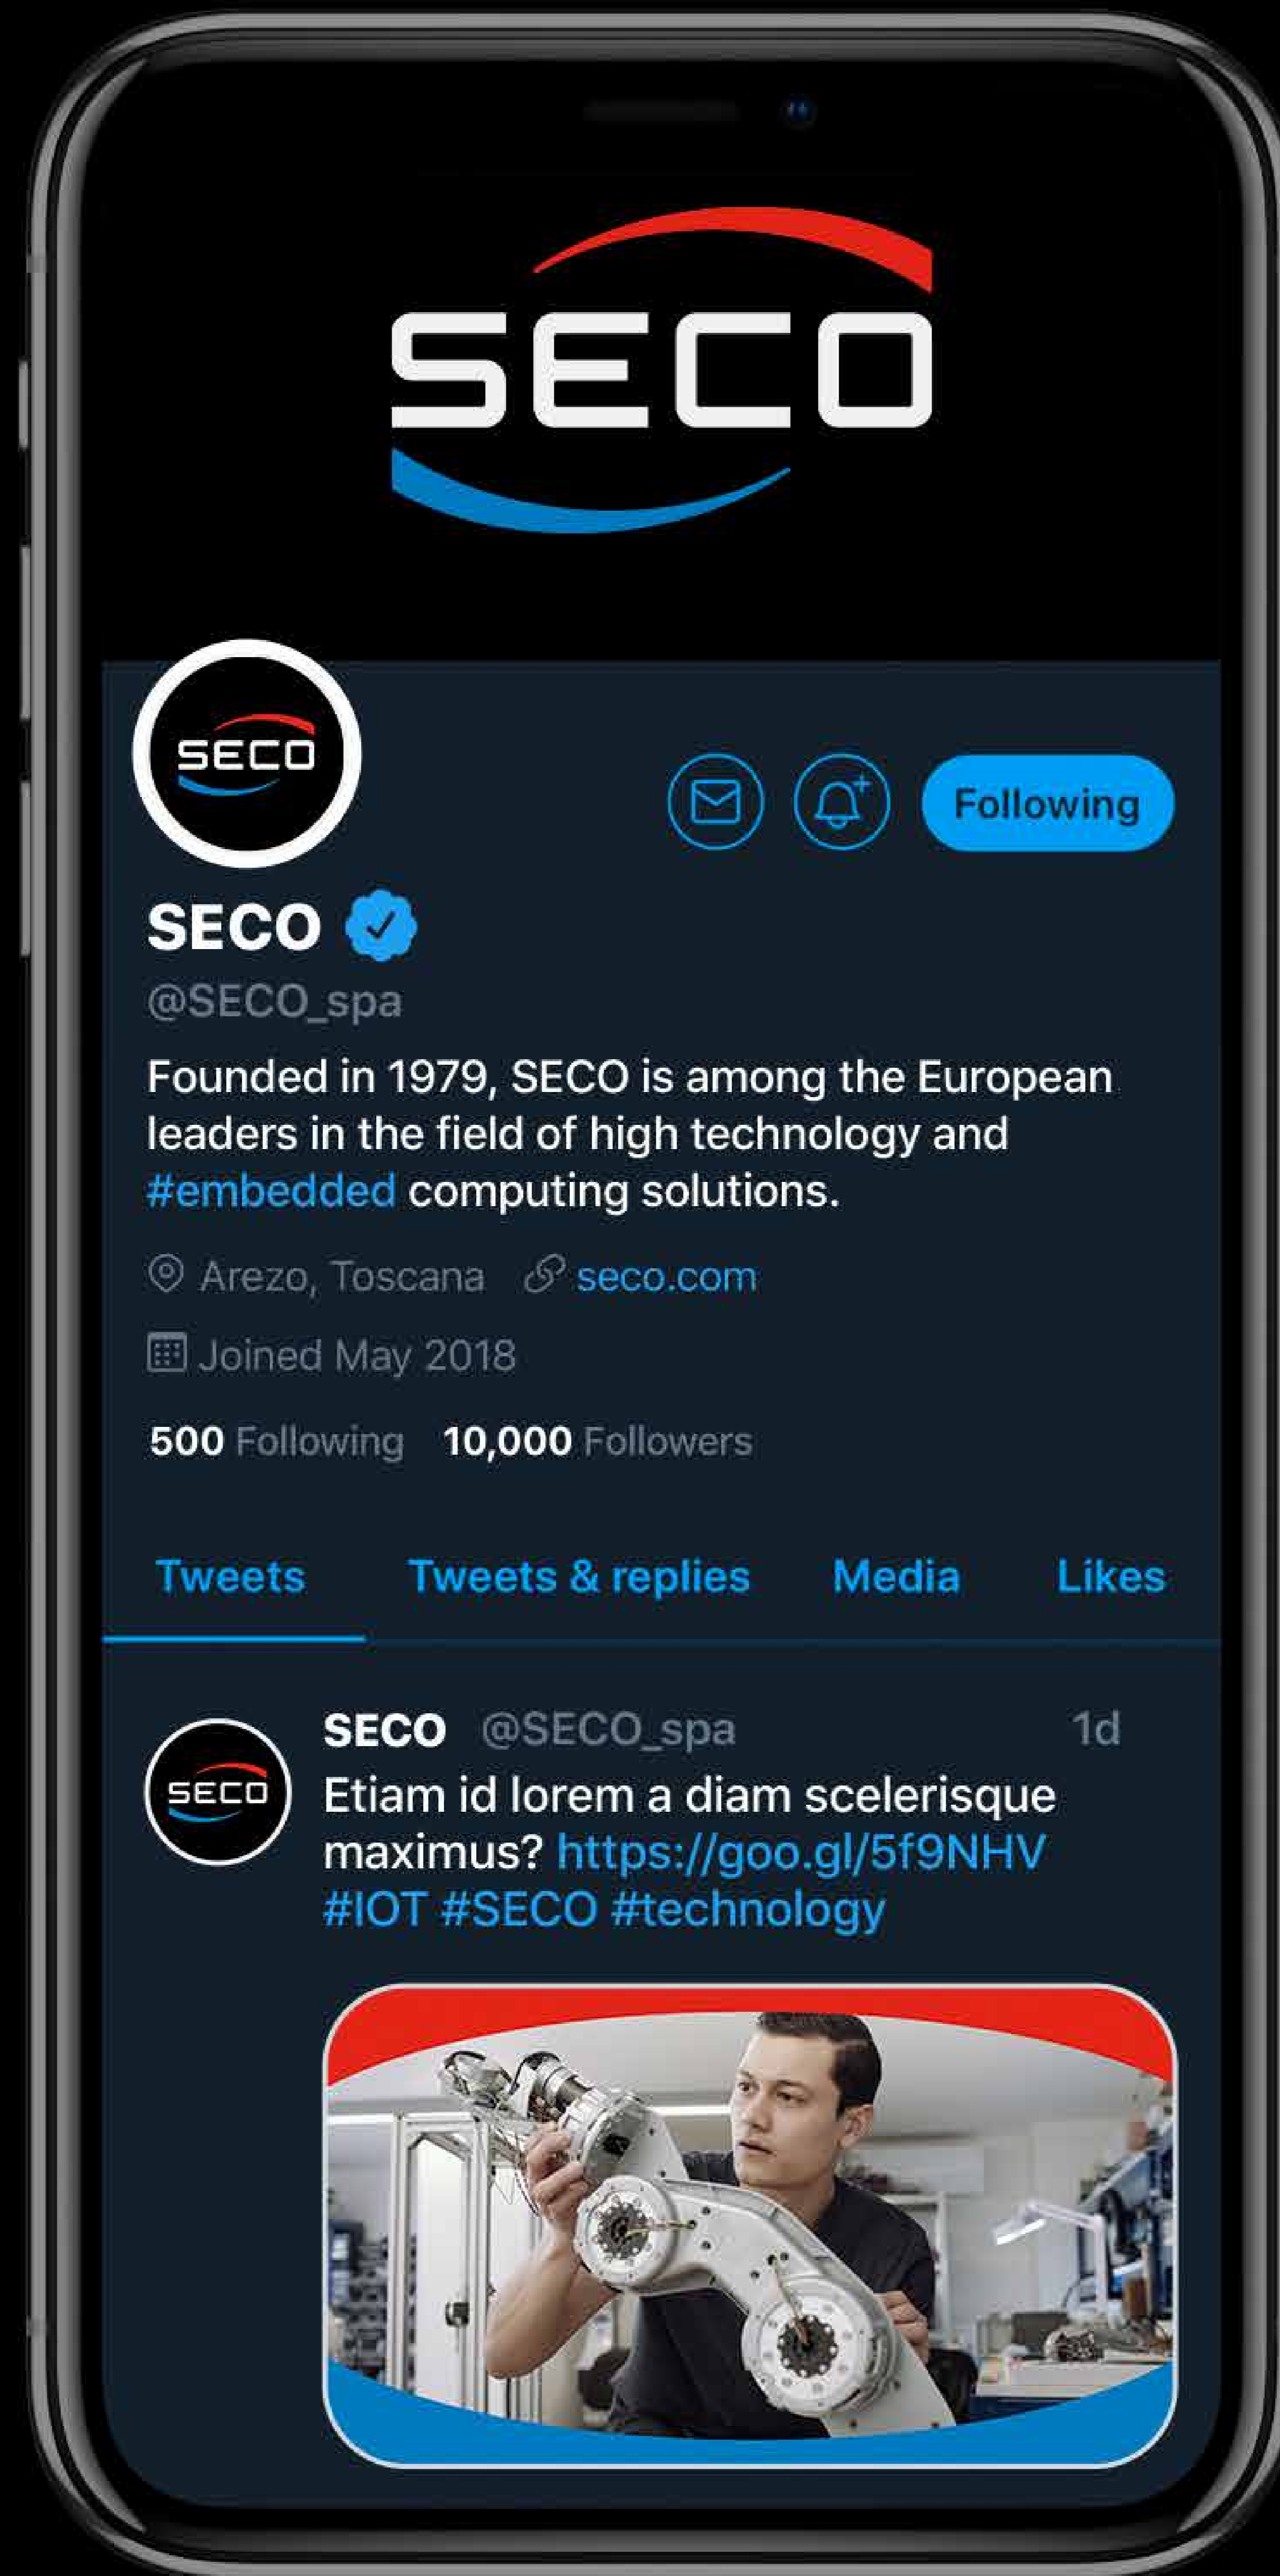 SECO
SECO
Following
SECO
@SECO_spa
Founded in 1979, SECO is among the European
leaders in the field of high technology and
#embedded computing solutions.
Arezo, Toscana seco.com
Joined May 2018
500 Following 10,000 Followers
Tweets Tweets & replies Media Likes
SECO @SECO_spa 1d
SECO
Etiam id lorem a diam scelerisque
maximus? https://goo.gl/5f9NHV
#IOT #SECO #technology